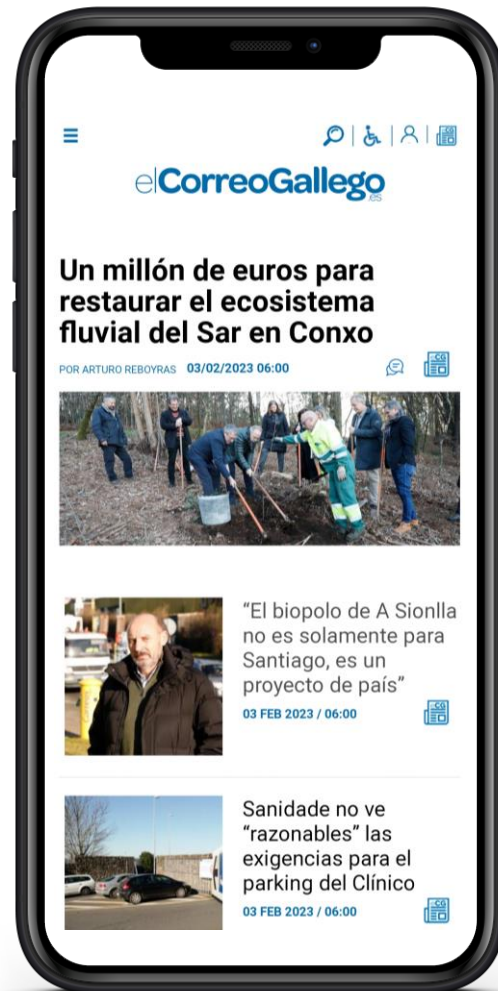 elCorreoGallego
.es
Un millón de euros para
restaurar el ecosistema
fluvial del Sar en Conxo
POR ARTURO REBOYRAS 03/02/2023 06:00
CG
“El biopolo de A Sionlla
no es solamente para
Santiago, es un
proyecto de país”
03 FEB 2023 / 06:00
CG
Sanidade no ve
“razonables” las
exigencias para el
parking del Clínico
03 FEB 2023 / 06:00
CG